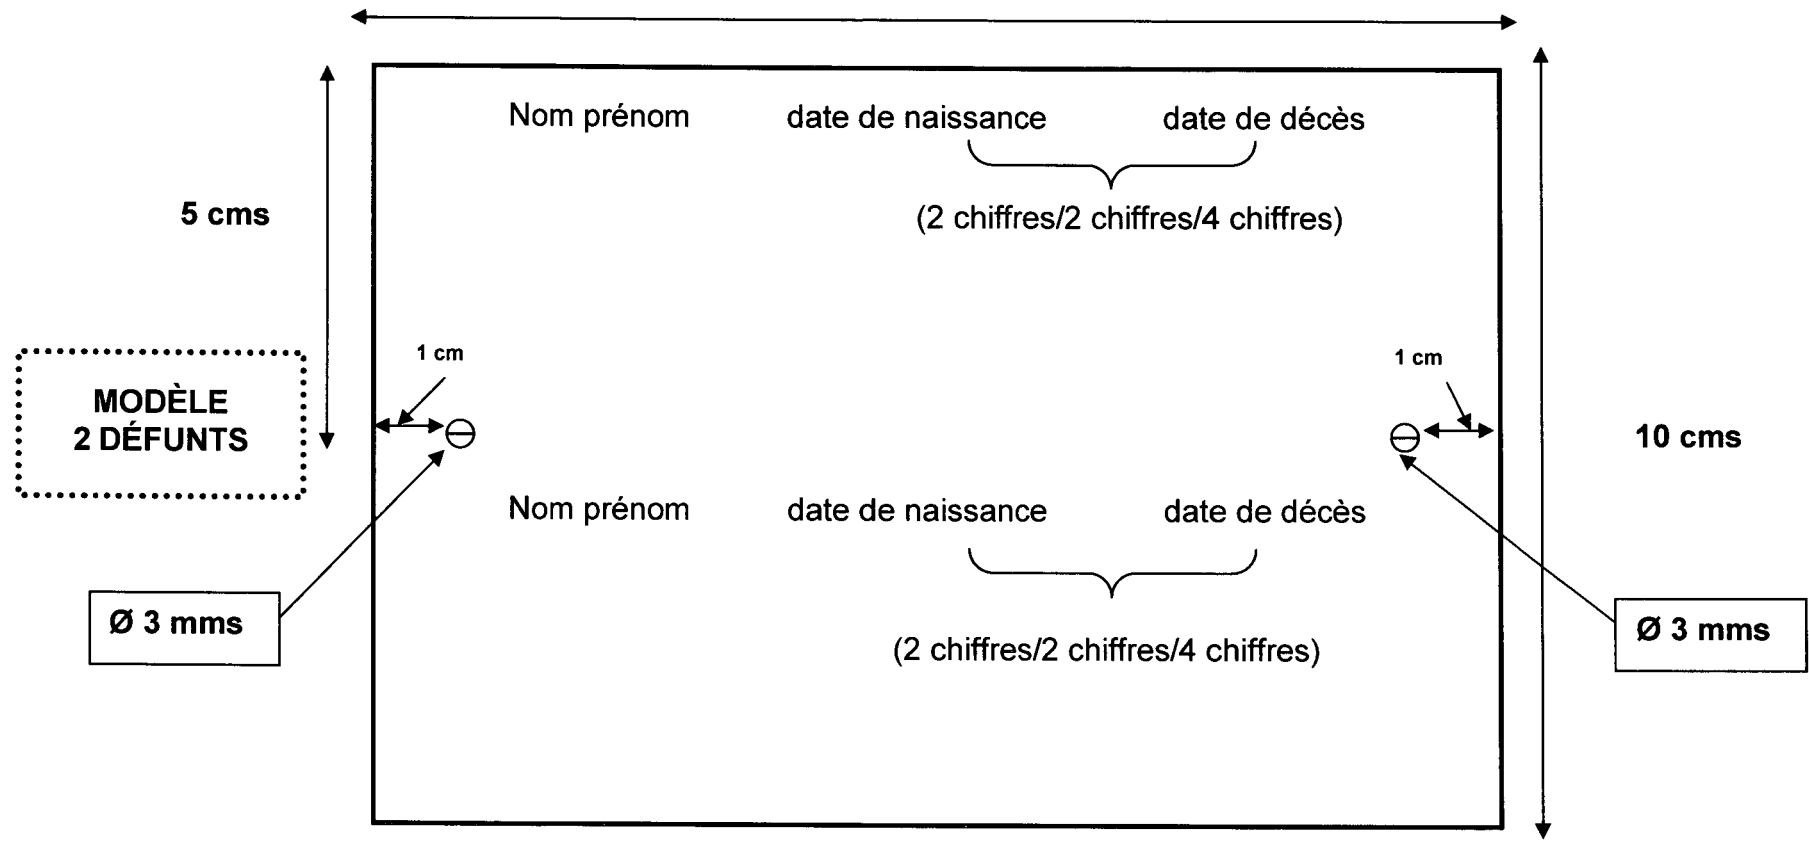 Nom prénom date de naissance date de décès
5 cms
(2 chiffres/2 chiffres/4 chiffres)
1 cm
1 cm
MODÈLE
2 DÉFUNTS
10 cms
Nom prénom date de naissance date de décès
Ø 3 mms
Ø 3 mms
(2 chiffres/2 chiffres/4 chiffres)